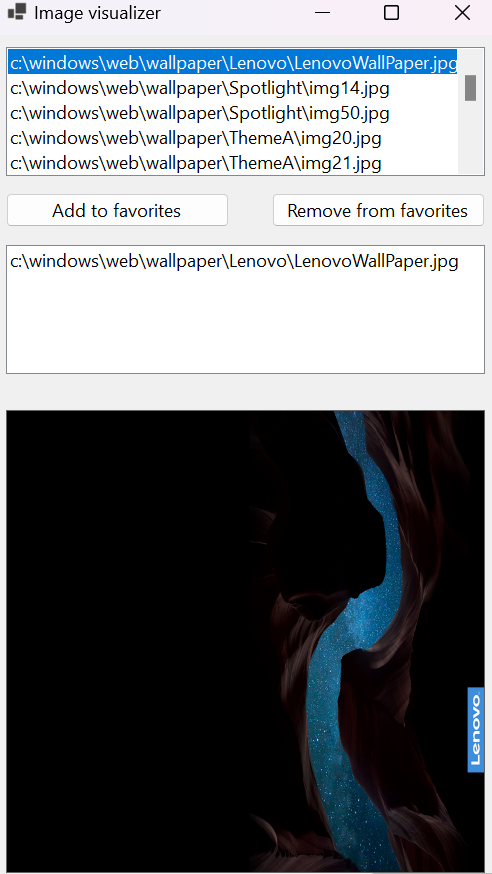 Image visualizer
c:\windows\web\wallpaper\Lenovo\LenovoWallPaper.jpg
c:\windows\web\wallpaper\Spotlight\img14.jpg
c:\windows\web\wallpaper\Spotlight\img50.jpg
c:\windows\web\wallpaper\ThemeA\img20.jpg
c:\windows\web\wallpaper\ThemeA\img21.jpg
Add to favorites
Remove from favorites
c:\windows\web\wallpaper\Lenovo\LenovoWallPaper.jpg
Lenovo